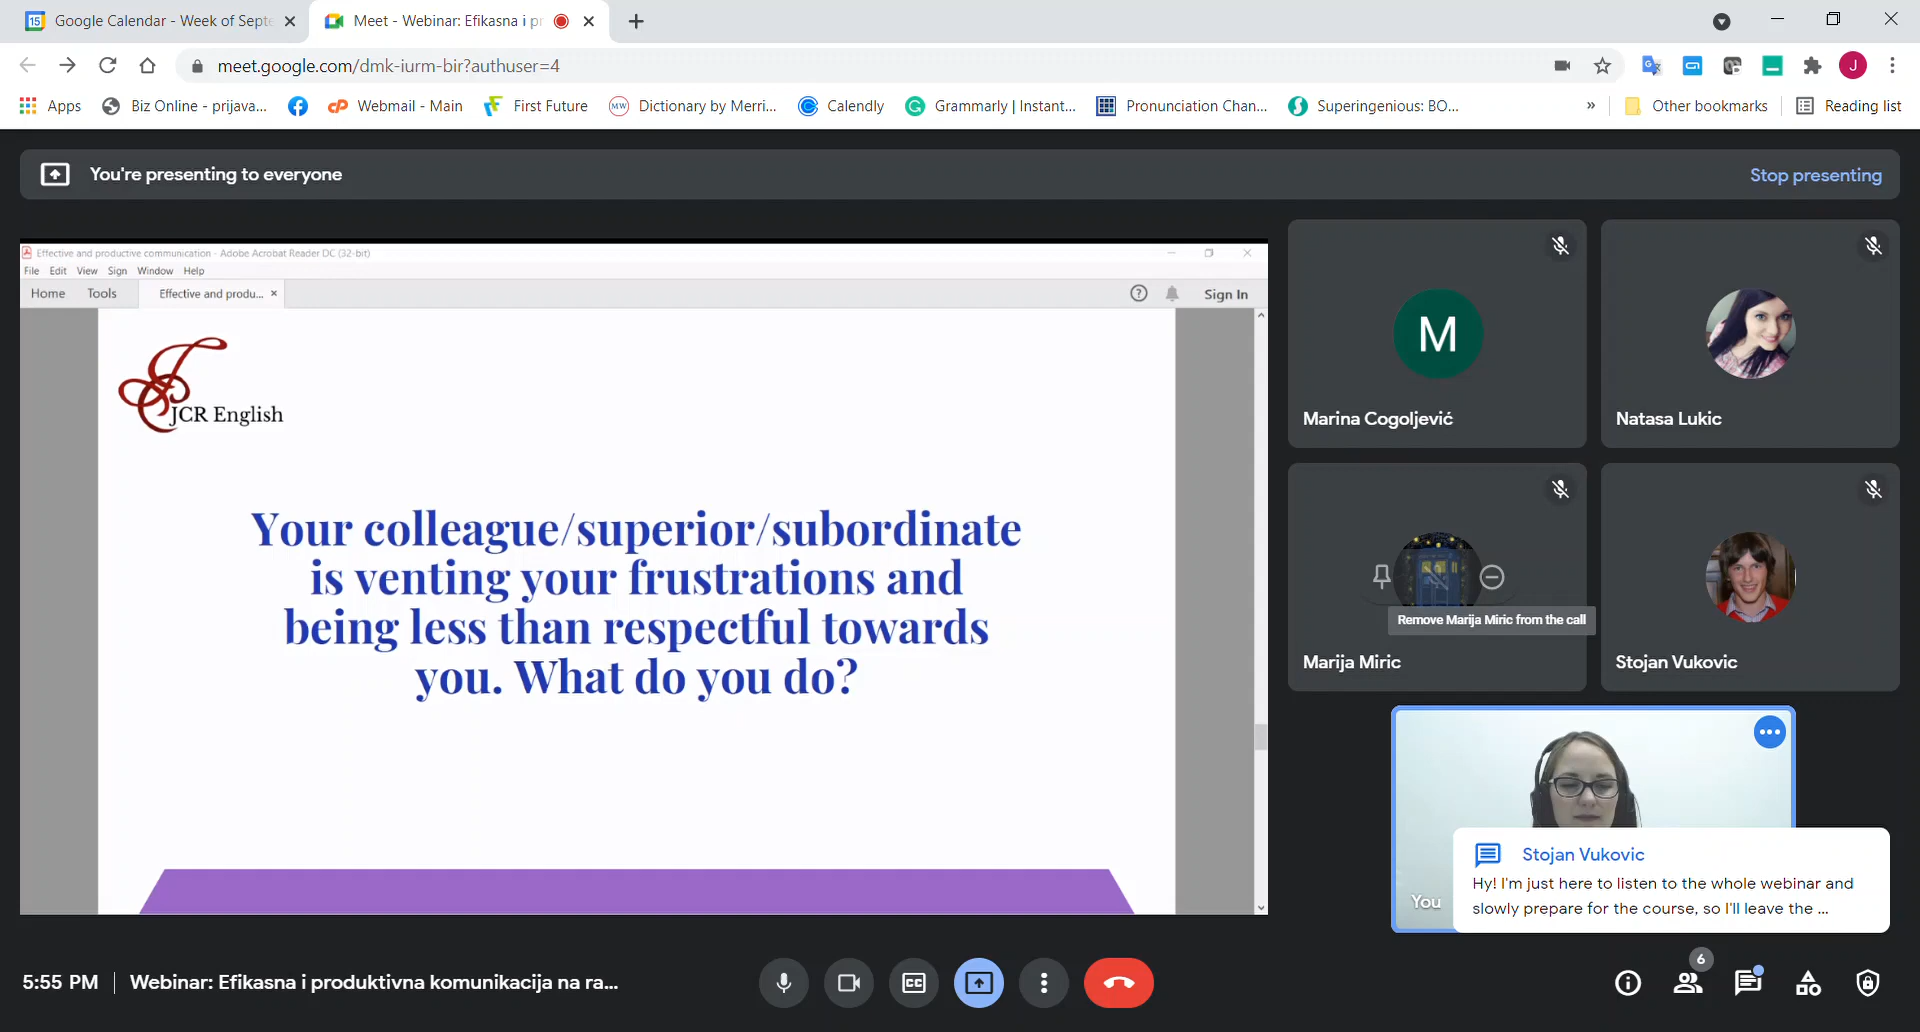 Google Calendar - Week of Septe
Meet - Webinar: Efikasna i pr
meet.google.com/dmk-iurm-bir?authuser=4
J
Apps
Biz Online - prijava...
Webmail - Main
First Future
Dictionary by Merri...
Calendly
Grammarly | Instant...
Pronunciation Chan...
Superingenious: BO...
»
Other bookmarks
Reading list
You're presenting to everyone
Stop presenting
Effective and productive communication - Adobe Acrobat Reader DC (32-bit)
File Edit View Sign Window Help
Home Tools Effective and produ... ×
Sign In
JCR English
Your colleague/superior/subordinate
is venting your frustrations and
being less than respectful towards
you. What do you do?
M
Marina Cogoljević
Natasa Lukic
Remove Marija Miric from the call
Marija Miric
Stojan Vukovic
You
Stojan Vukovic
Hy! I'm just here to listen to the whole webinar and
slowly prepare for the course, so I'll leave the ...
5:55 PM
Webinar: Efikasna i produktivna komunikacija na ra...
CC
6